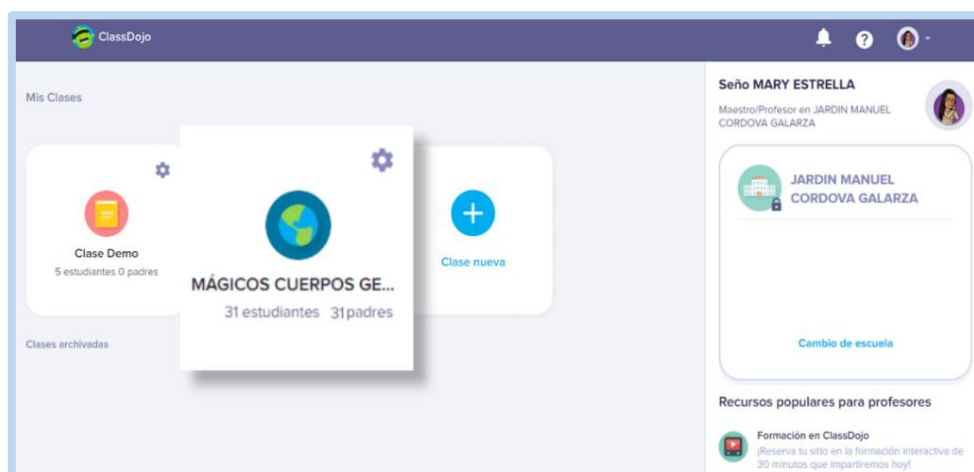 ClassDojo
Mis Clases
Clase Demo
5 estudiantes 0 padres
MÁGICOS CUERPOS GE...
31 estudiantes 31 padres
Clase nueva
Clases archivadas
Seño MARY ESTRELLA
Maestro/Profesor en JARDIN MANUEL
CORDOVA GALARZA
JARDIN MANUEL
CORDOVA GALARZA
Cambio de escuela
Recursos populares para profesores
Formación en ClassDojo
¡Reserva tu sitio en la formación interactiva de
30 minutos que impartiremos hoy!